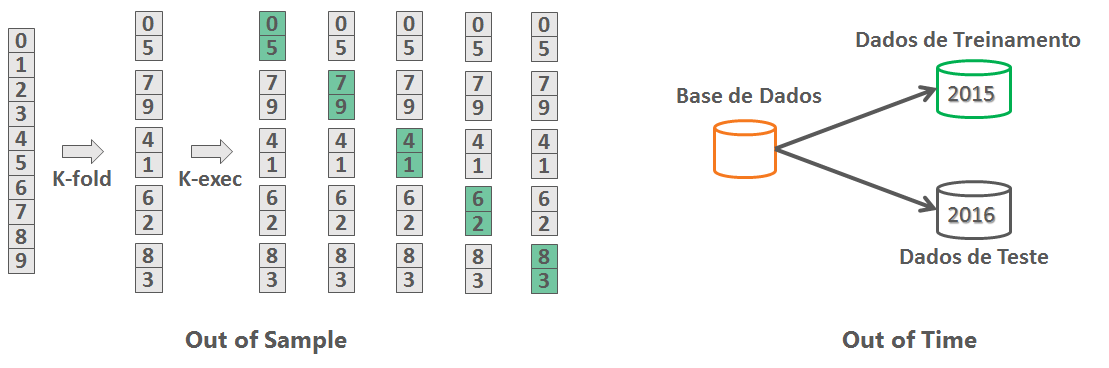 0
1
2
3
4
5
6
7
8
9
K-fold
0
5
7
9
4
1
6
2
8
3
K-exec
0 0 0 0 0
5 5 5 5 5
7 7 7 7 7
9 9 9 9 9
4 4 4 4 4
1 1 1 1 1
6 6 6 6 6
2 2 2 2 2
8 8 8 8 8
3 3 3 3 3
Out of Sample
Base de Dados
Dados de Treinamento
2015
2016
Dados de Teste
Out of Time